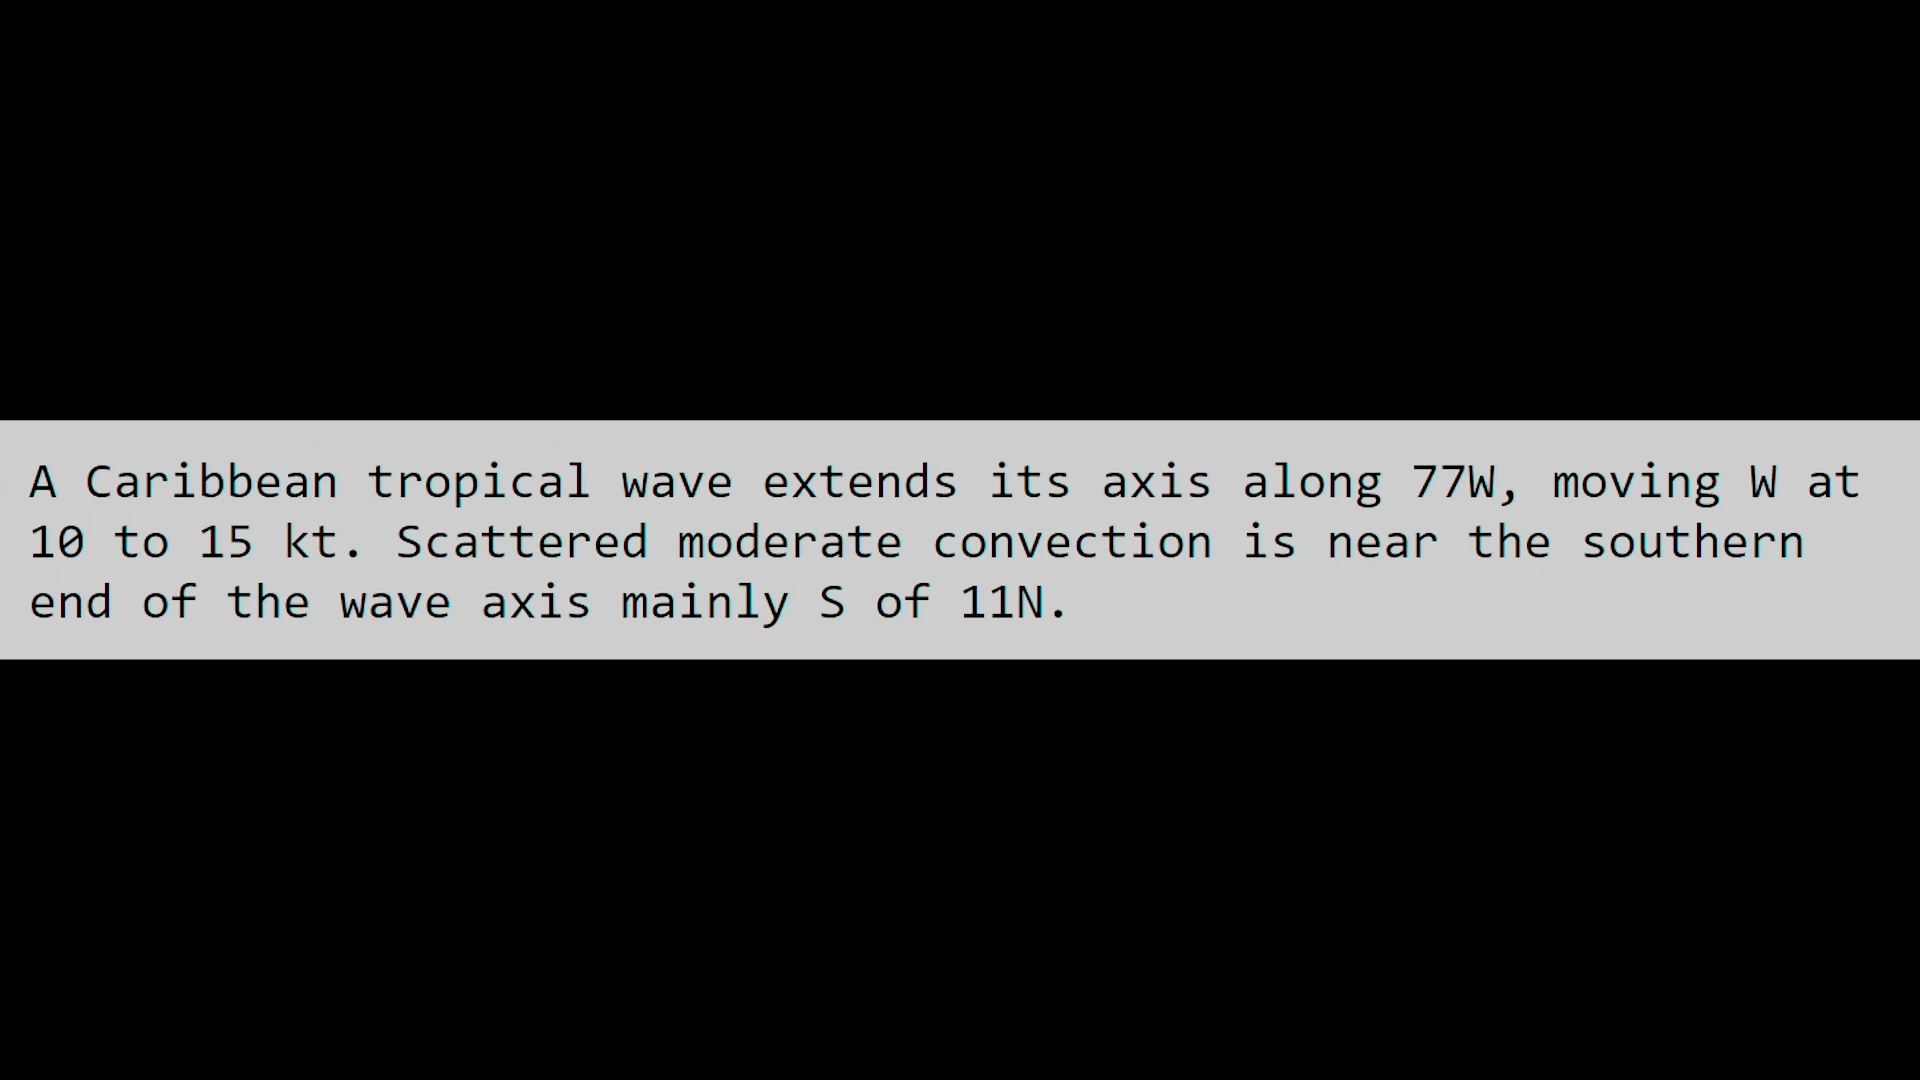 A Caribbean tropical wave extends its axis along 77W, moving W at
10 to 15 kt. Scattered moderate convection is near the southern
end of the wave axis mainly S of 11N.